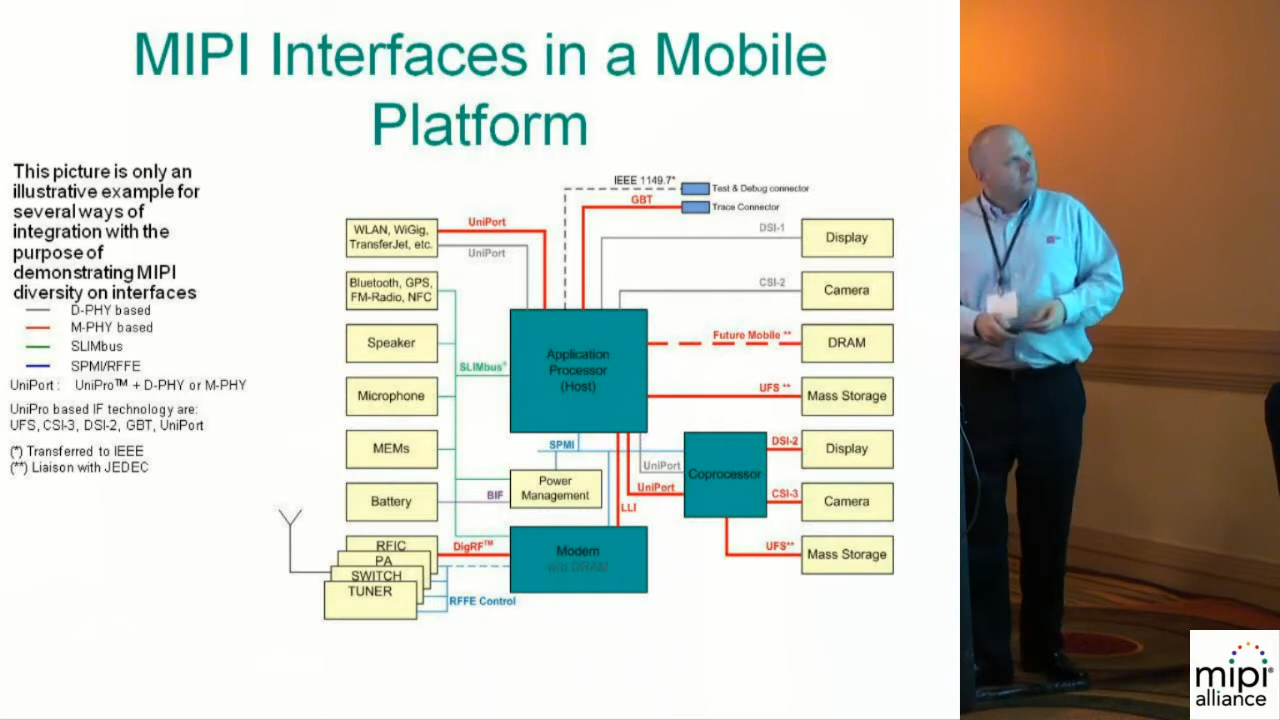 MIPI Interfaces in a Mobile
Platform
This picture is only an
illustrative example for
several ways of
integration with the
purpose of
demonstrating MIPI
diversity on interfaces
D-PHY based
M-PHY based
SLIMbus
SPMI/RFFE
UniPort : UniPro™ + D-PHY or M-PHY
UniPro based IF technology are:
UFS, CSI-3, DSI-2, GBT, UniPort
(*) Transferred to IEEE
(**) Liaison with JEDEC
IEEE 1149.7*
Test & Debug connector
GBT
Trace Connector
WLAN, WiGig,
TransferJet, etc.
UniPort
UniPort
DSI-1
Display
Bluetooth, GPS,
FM-Radio, NFC
CSI-2
Camera
Speaker
SLIMbus*
Application
Processor
(Host)
Future Mobile **
DRAM
Microphone
UFS **
Mass Storage
MEMs
SPMI
UniPort
UniPort
Coprocessor
DSI-2
Display
Battery
BIF
Power
Management
LLI
CSI-3
Camera
RFIC
PA
SWITCH
TUNER
DigRF™
RFFE Control
Modem
w/o DRAM
UFS**
Mass Storage
mipi®
alliance